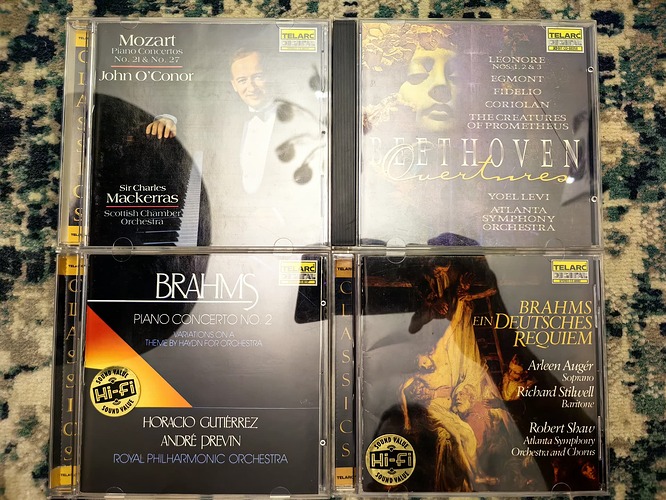 TELARC
DIGITAL
Mozart
Piano Concertos
No. 21 & No. 27
John O'Conor
Sir Charles
Mackerras
Scottish Chamber
Orchestra
CLASSICS
TELARC
DIGITAL
LEONORE
NOS. 1, 2 & 3
EGMONT
FIDELIO
CORIOLAN
THE CREATURES
OF PROMETHEUS
BEETHOVEN
Overtures
YOEL LEVI
ATLANTA
SYMPHONY
ORCHESTRA
TELARC
CLASSICS
TELARC
BRAHMS
PIANO CONCERTO NO. 2
VARIATIONS ON A
THEME BY HAYDN FOR ORCHESTRA
SOUND VALUE
Hi-Fi
SOUND VALUE
HORACIO GUTIÉRREZ
ANDRÉ PREVIN
ROYAL PHILHARMONIC ORCHESTRA
TELARC
CLASSICS
TELARC
BRAHMS
EIN DEUTSCHES
REQUIEM
Arleen Augér
Soprano
Richard Stilwell
Baritone
Robert Shaw
Atlanta Symphony
Orchestra and Chorus
SOUND VALUE
Hi-Fi
SOUND VALUE